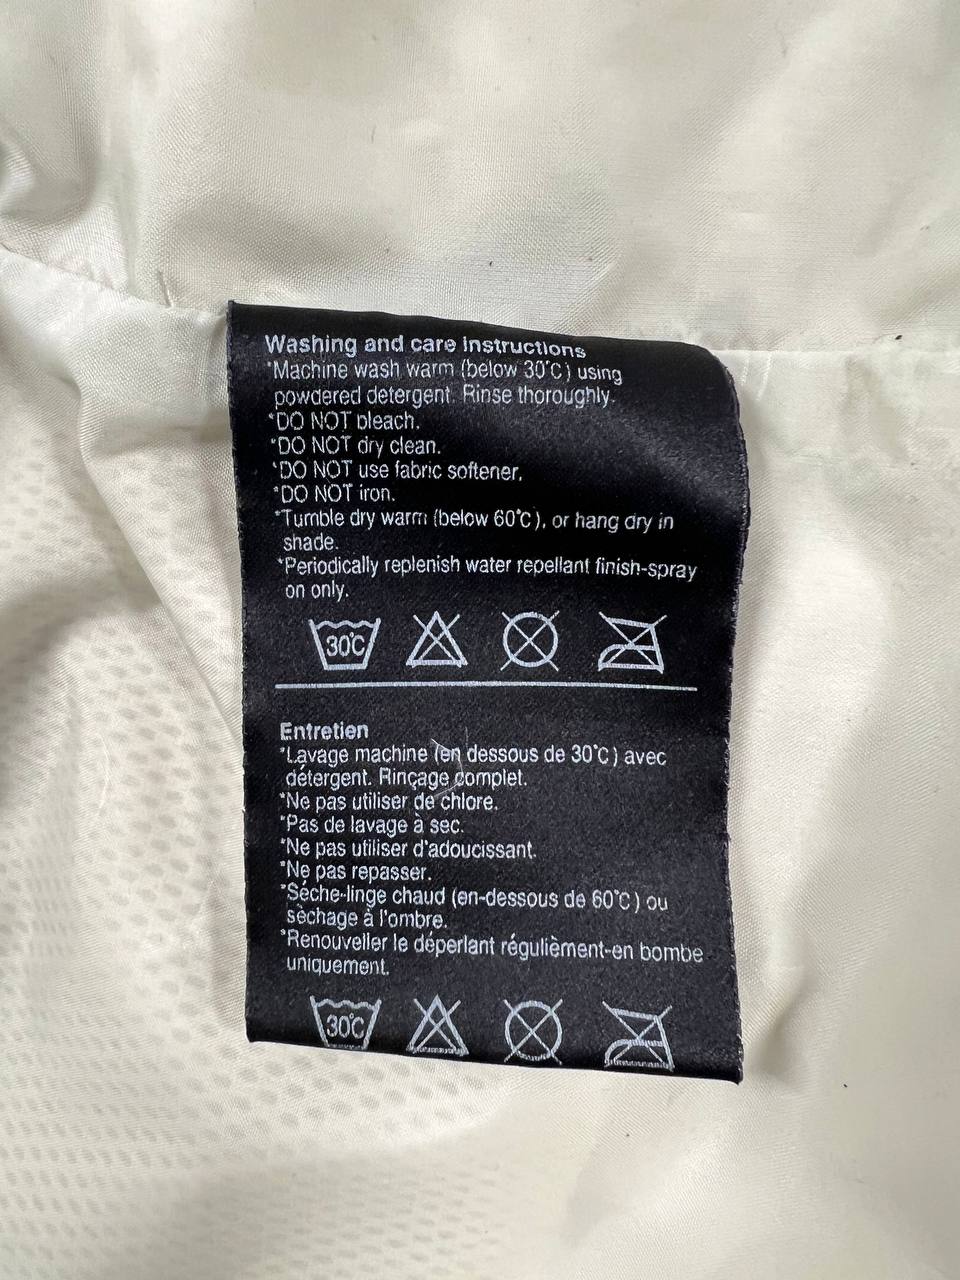 Washing and care instructions
*Machine wash warm (below 30°C) using
powdered detergent. Rinse thoroughly.
*DO NOT bleach.
*DO NOT dry clean.
*DO NOT use fabric softener.
*DO NOT iron.
*Tumble dry warm (below 60°C), or hang dry in
shade.
*Periodically replenish water repellant finish-spray
on only.
30°C
Entretien
*Lavage machine (en dessous de 30°C) avec
détergent. Rinçage complet.
*Ne pas utiliser de chlore.
*Pas de lavage à sec.
*Ne pas utiliser d'adoucissant.
*Ne pas repasser.
*Séche-linge chaud (en-dessous de 60°C) ou
sèchage à l'ombre.
*Renouveller le déperlant régulièment-en bombe
uniquement.
30°C